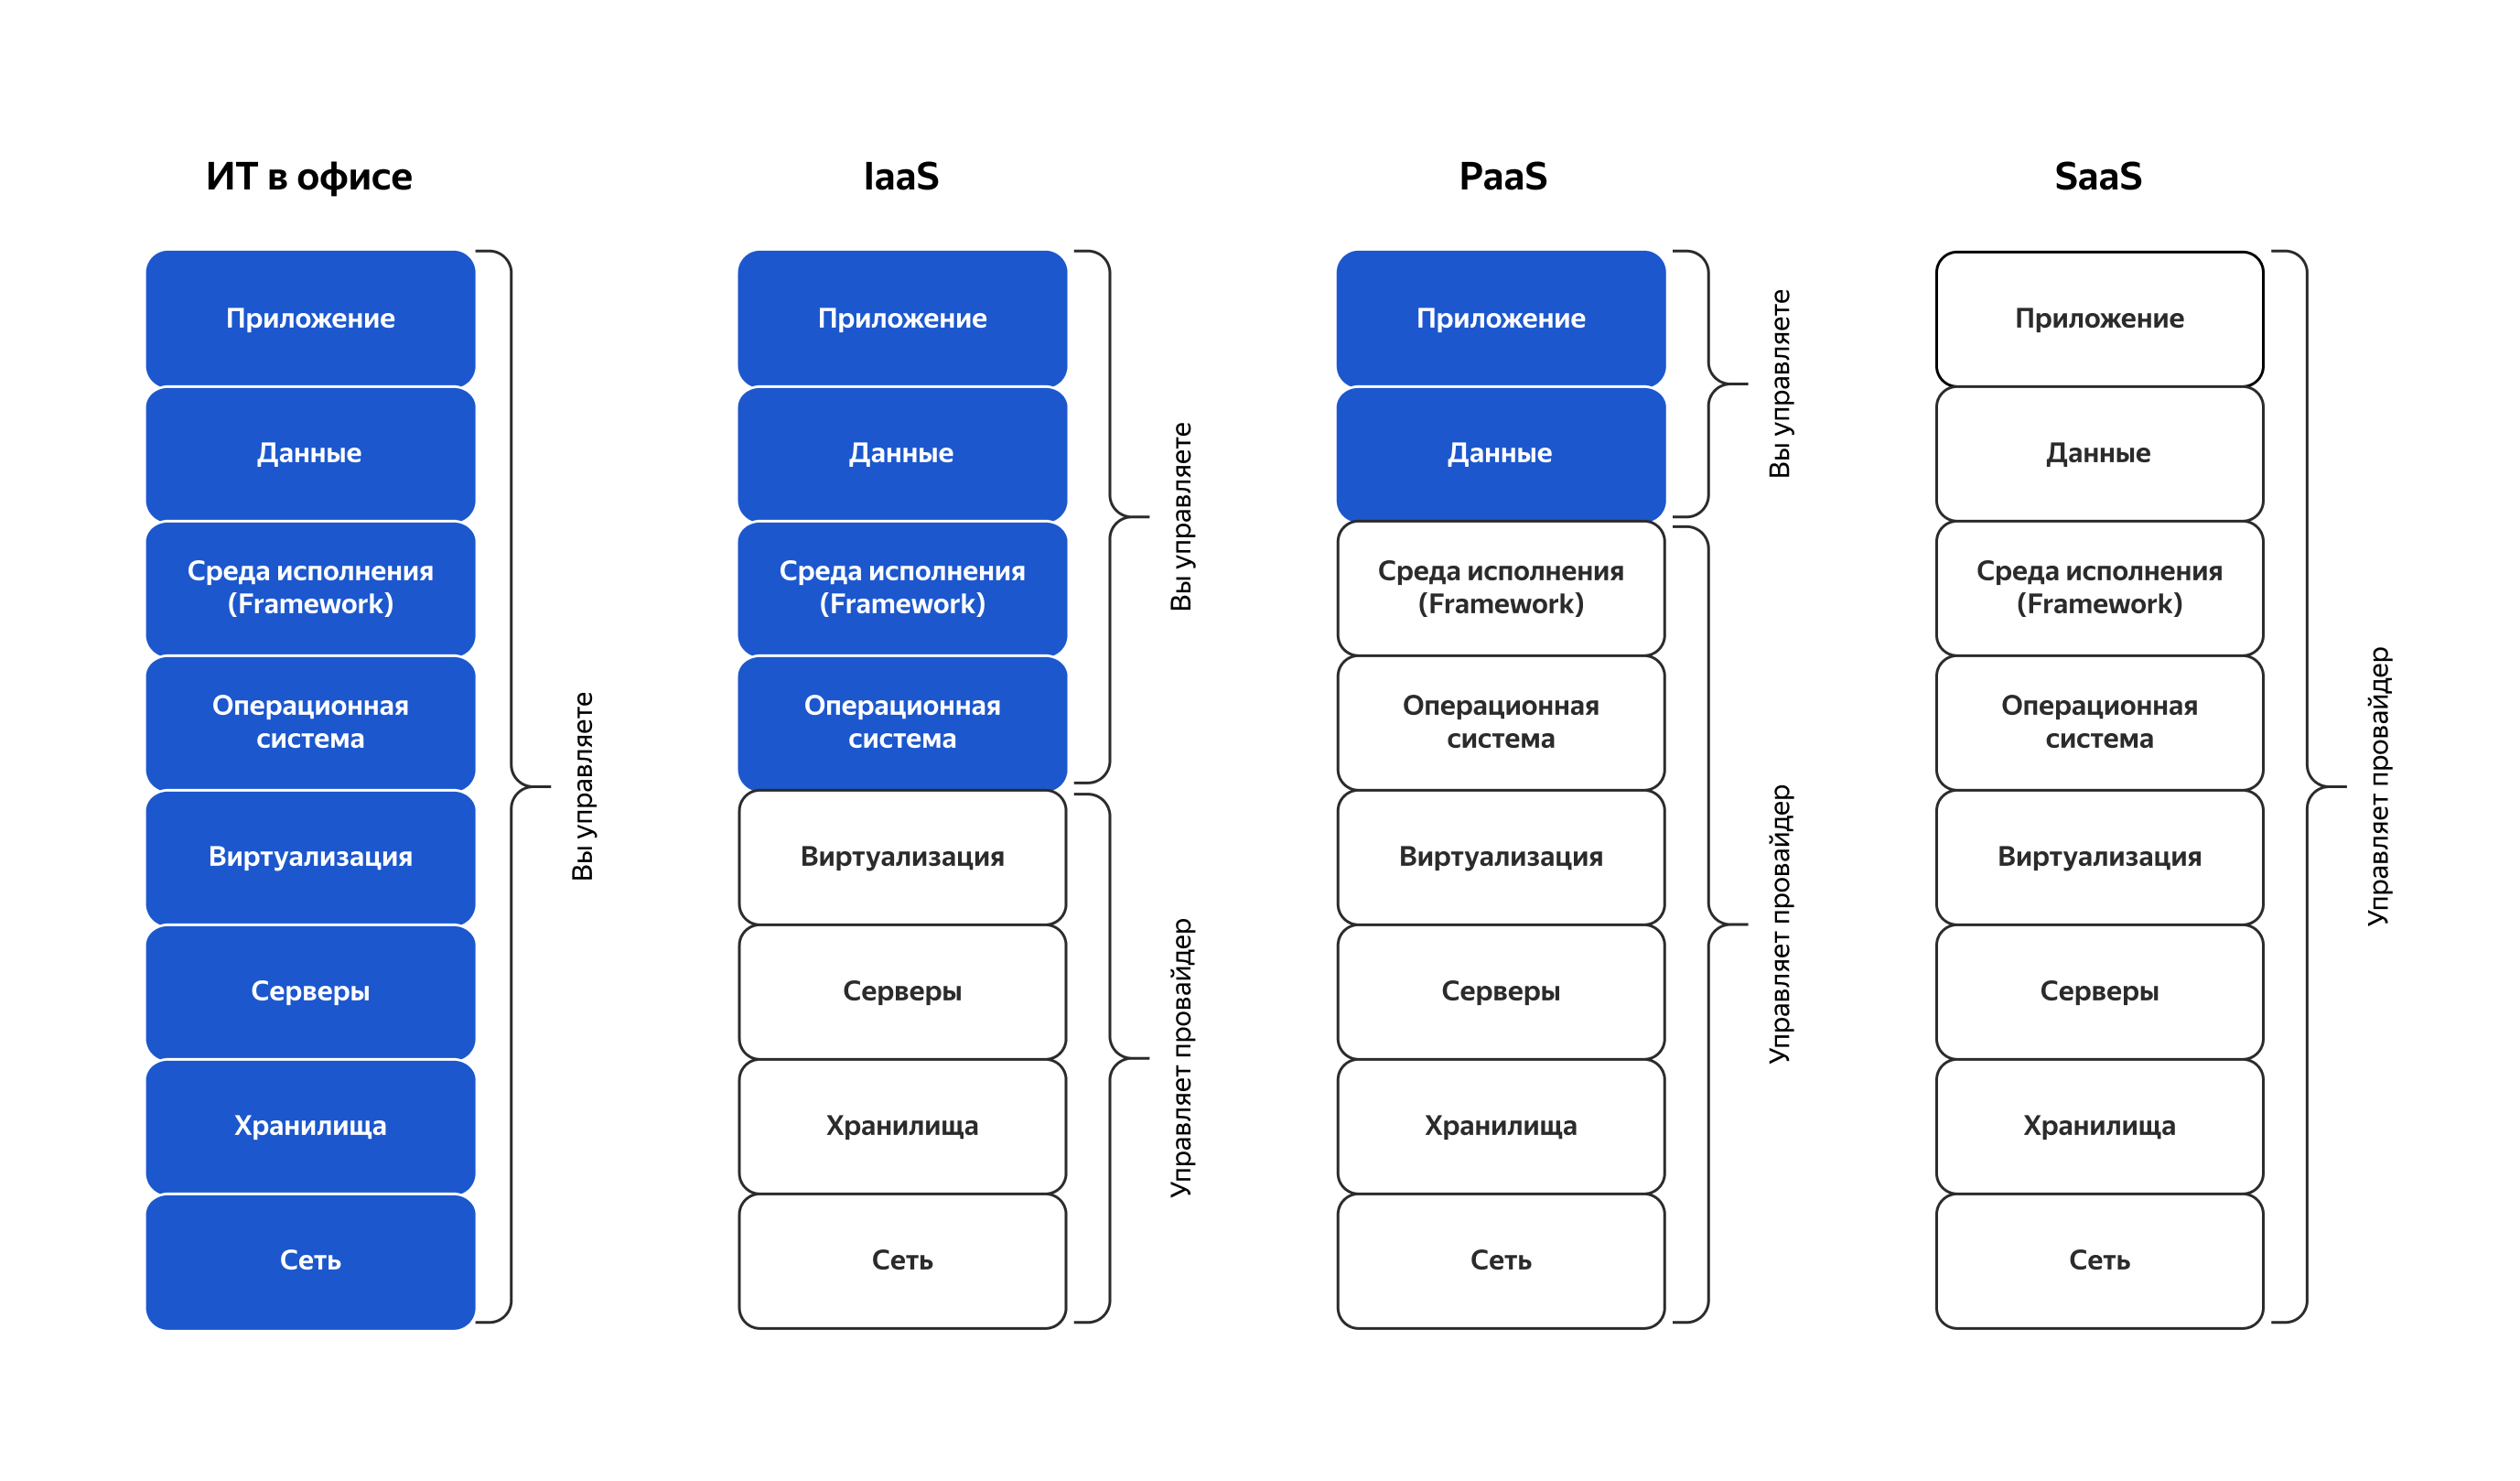 ИТ в офисе
Приложение
Данные
Среда исполнения
(Framework)
Операционная
система
Виртуализация
Серверы
Хранилища
Сеть
Вы управляете
IaaS
Приложение
Данные
Среда исполнения
(Framework)
Операционная
система
Виртуализация
Серверы
Хранилища
Сеть
Вы управляете
Управляет провайдер
PaaS
Приложение
Данные
Среда исполнения
(Framework)
Операционная
система
Виртуализация
Серверы
Хранилища
Сеть
Вы управляете
Управляет провайдер
SaaS
Приложение
Данные
Среда исполнения
(Framework)
Операционная
система
Виртуализация
Серверы
Хранилища
Сеть
Управляет провайдер